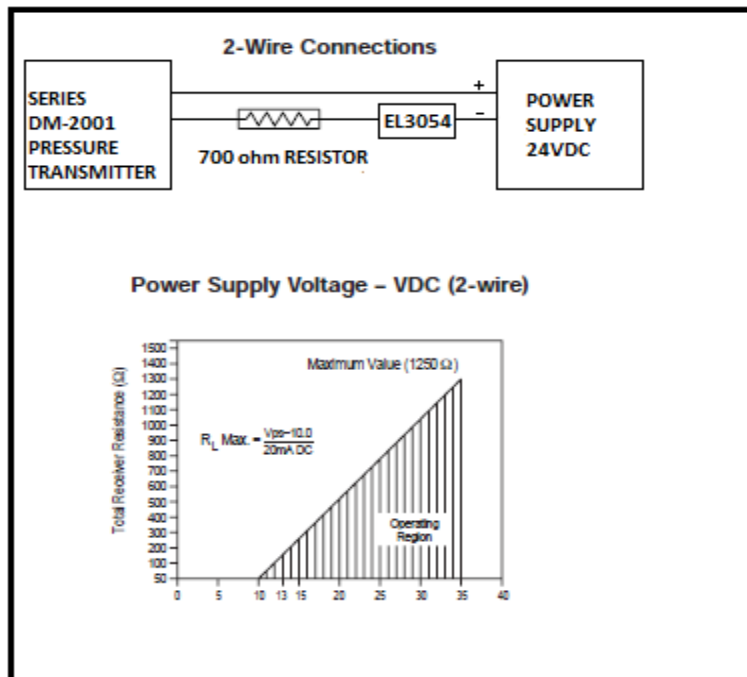 2-Wire Connections
SERIES
DM-2001
PRESSURE
TRANSMITTER
+
−
EL3054
700 ohm RESISTOR
POWER
SUPPLY
24VDC
Power Supply Voltage – VDC (2-wire)
Total Receiver Resistance (Ω)
1500
1400
1300
1200
1100
1000
900
800
700
600
500
400
300
200
100
50
Maximum Value (1250 Ω)
RL Max. = Vps–10.0
20mA DC
Operating
Region
0 5 10 13 15 20 25 30 35 40